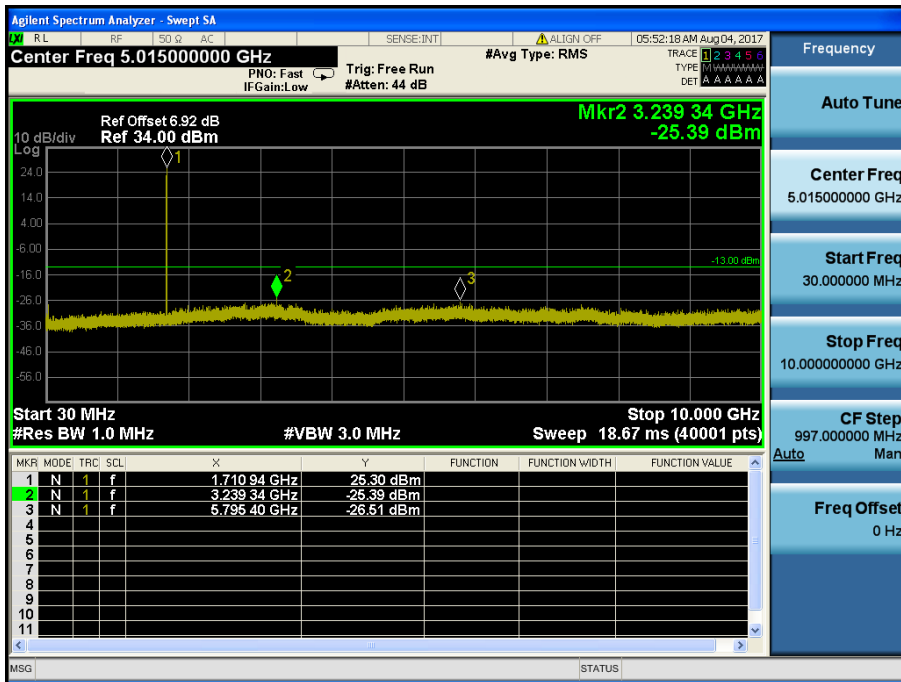 Agilent Spectrum Analyzer - Swept SA
LXI RL RF 50 Ω AC SENSE:INT ALIGN OFF 05:52:18 AM Aug 04, 2017
Center Freq 5.015000000 GHz
PNO: Fast
IFGain:Low
Trig: Free Run
#Atten: 44 dB
#Avg Type: RMS
TRACE 1 2 3 4 5 6
TYPE M W W W W W
DET A A A A A A
Mkr2 3.239 34 GHz
-25.39 dBm
Ref Offset 6.92 dB
10 dB/div Ref 34.00 dBm
Log
1
24.0
14.0
4.00
-6.00
-13.00 dBm
-16.0
2
3
-26.0
-36.0
-46.0
-56.0
Start 30 MHz Stop 10.000 GHz
#Res BW 1.0 MHz #VBW 3.0 MHz Sweep 18.67 ms (40001 pts)
MKR MODE TRC SCL X Y FUNCTION FUNCTION WIDTH FUNCTION VALUE
1 N 1 f 1.710 94 GHz 25.30 dBm
2 N 1 f 3.239 34 GHz -25.39 dBm
3 N 1 f 5.795 40 GHz -26.51 dBm
4
5
6
7
8
9
10
11
MSG STATUS
Frequency
Auto Tune
Center Freq
5.015000000 GHz
Start Freq
30.000000 MHz
Stop Freq
10.000000000 GHz
CF Step
997.000000 MHz
Auto Man
Freq Offset
0 Hz